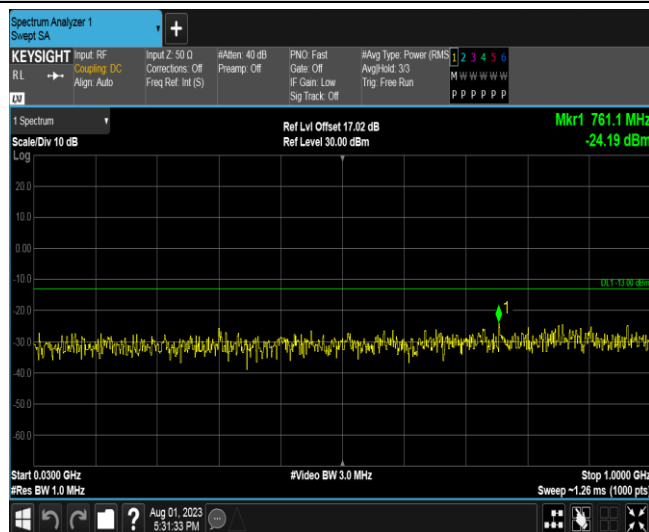 Spectrum Analyzer 1
Swept SA
+
KEYSIGHT Input: RF
RL Coupling: DC
Align: Auto
LXI
Input Z: 50 Ω
Corrections: Off
Freq Ref: Int (S)
#Atten: 40 dB
Preamp: Off
PNO: Fast
Gate: Off
IF Gain: Low
Sig Track: Off
#Avg Type: Power (RMS
Avg|Hold: 3/3
Trig: Free Run
1 2 3 4 5 6
M W W W W W
P P P P P P
1 Spectrum
Scale/Div 10 dB
Log
Ref Lvl Offset 17.02 dB
Ref Level 30.00 dBm
Mkr1 761.1 MHz
-24.19 dBm
20.0
10.0
0.00
-10.0
DL1 -13.00 dBm
-20.0
1
-30.0
-40.0
-50.0
-60.0
Start 0.0300 GHz
#Res BW 1.0 MHz
#Video BW 3.0 MHz
Stop 1.0000 GHz
Sweep ~1.26 ms (1000 pts)
?
Aug 01, 2023
5:31:33 PM